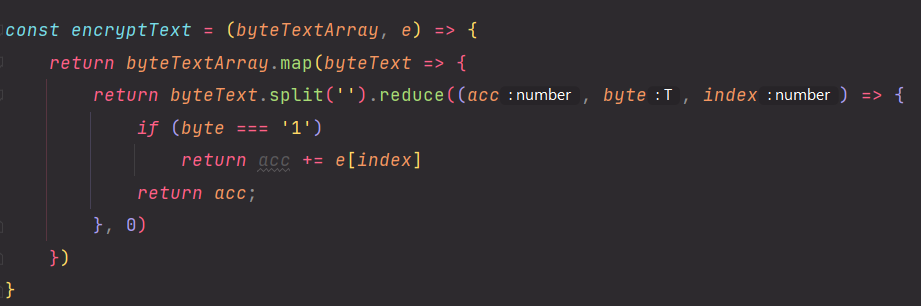 const encryptText = (byteTextArray, e) => {
    return byteTextArray.map(byteText => {
        return byteText.split('').reduce((acc : number , byte : T , index : number ) => {
            if (byte === '1')
                return acc += e[index]
            return acc;
        }, 0)
    })
}